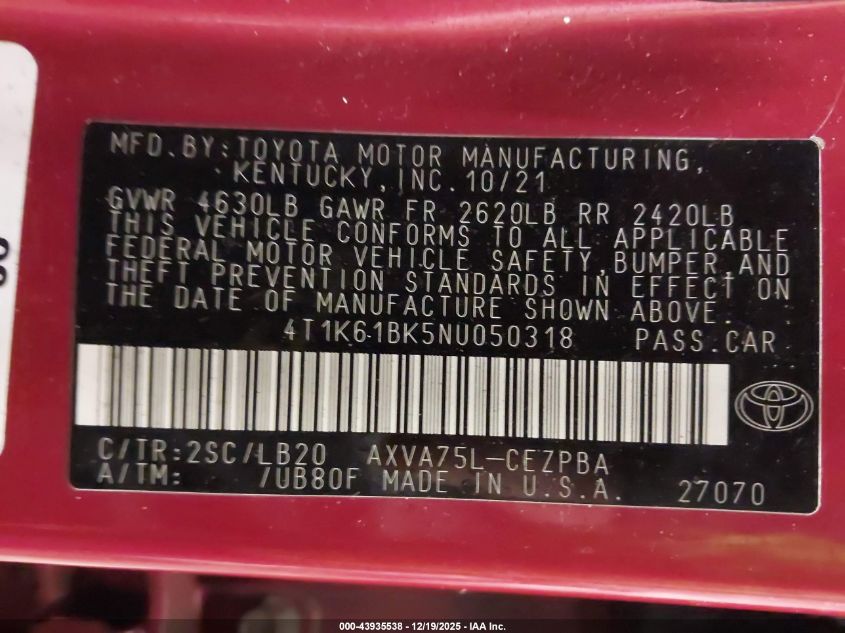 MFD.BY:TOYOTA MOTOR MANUFACTURING,
KENTUCKY,INC.10/21
GVWR 4630LB GAWR FR 2620LB RR 2420LB
THIS VEHICLE CONFORMS TO ALL APPLICABLE
FEDERAL MOTOR VEHICLE SAFETY,BUMPER,AND
THEFT PREVENTION STANDARDS IN EFFECT ON
THE DATE OF MANUFACTURE SHOWN ABOVE.
4T1K61BK5NU050318 PASS.CAR
C/TR:2SC/LB20 AXVA75L-CEZPBA
A/TM: /UB80F MADE IN U.S.A. 27070
000-43935538 - 12/19/2025 - IAA Inc.